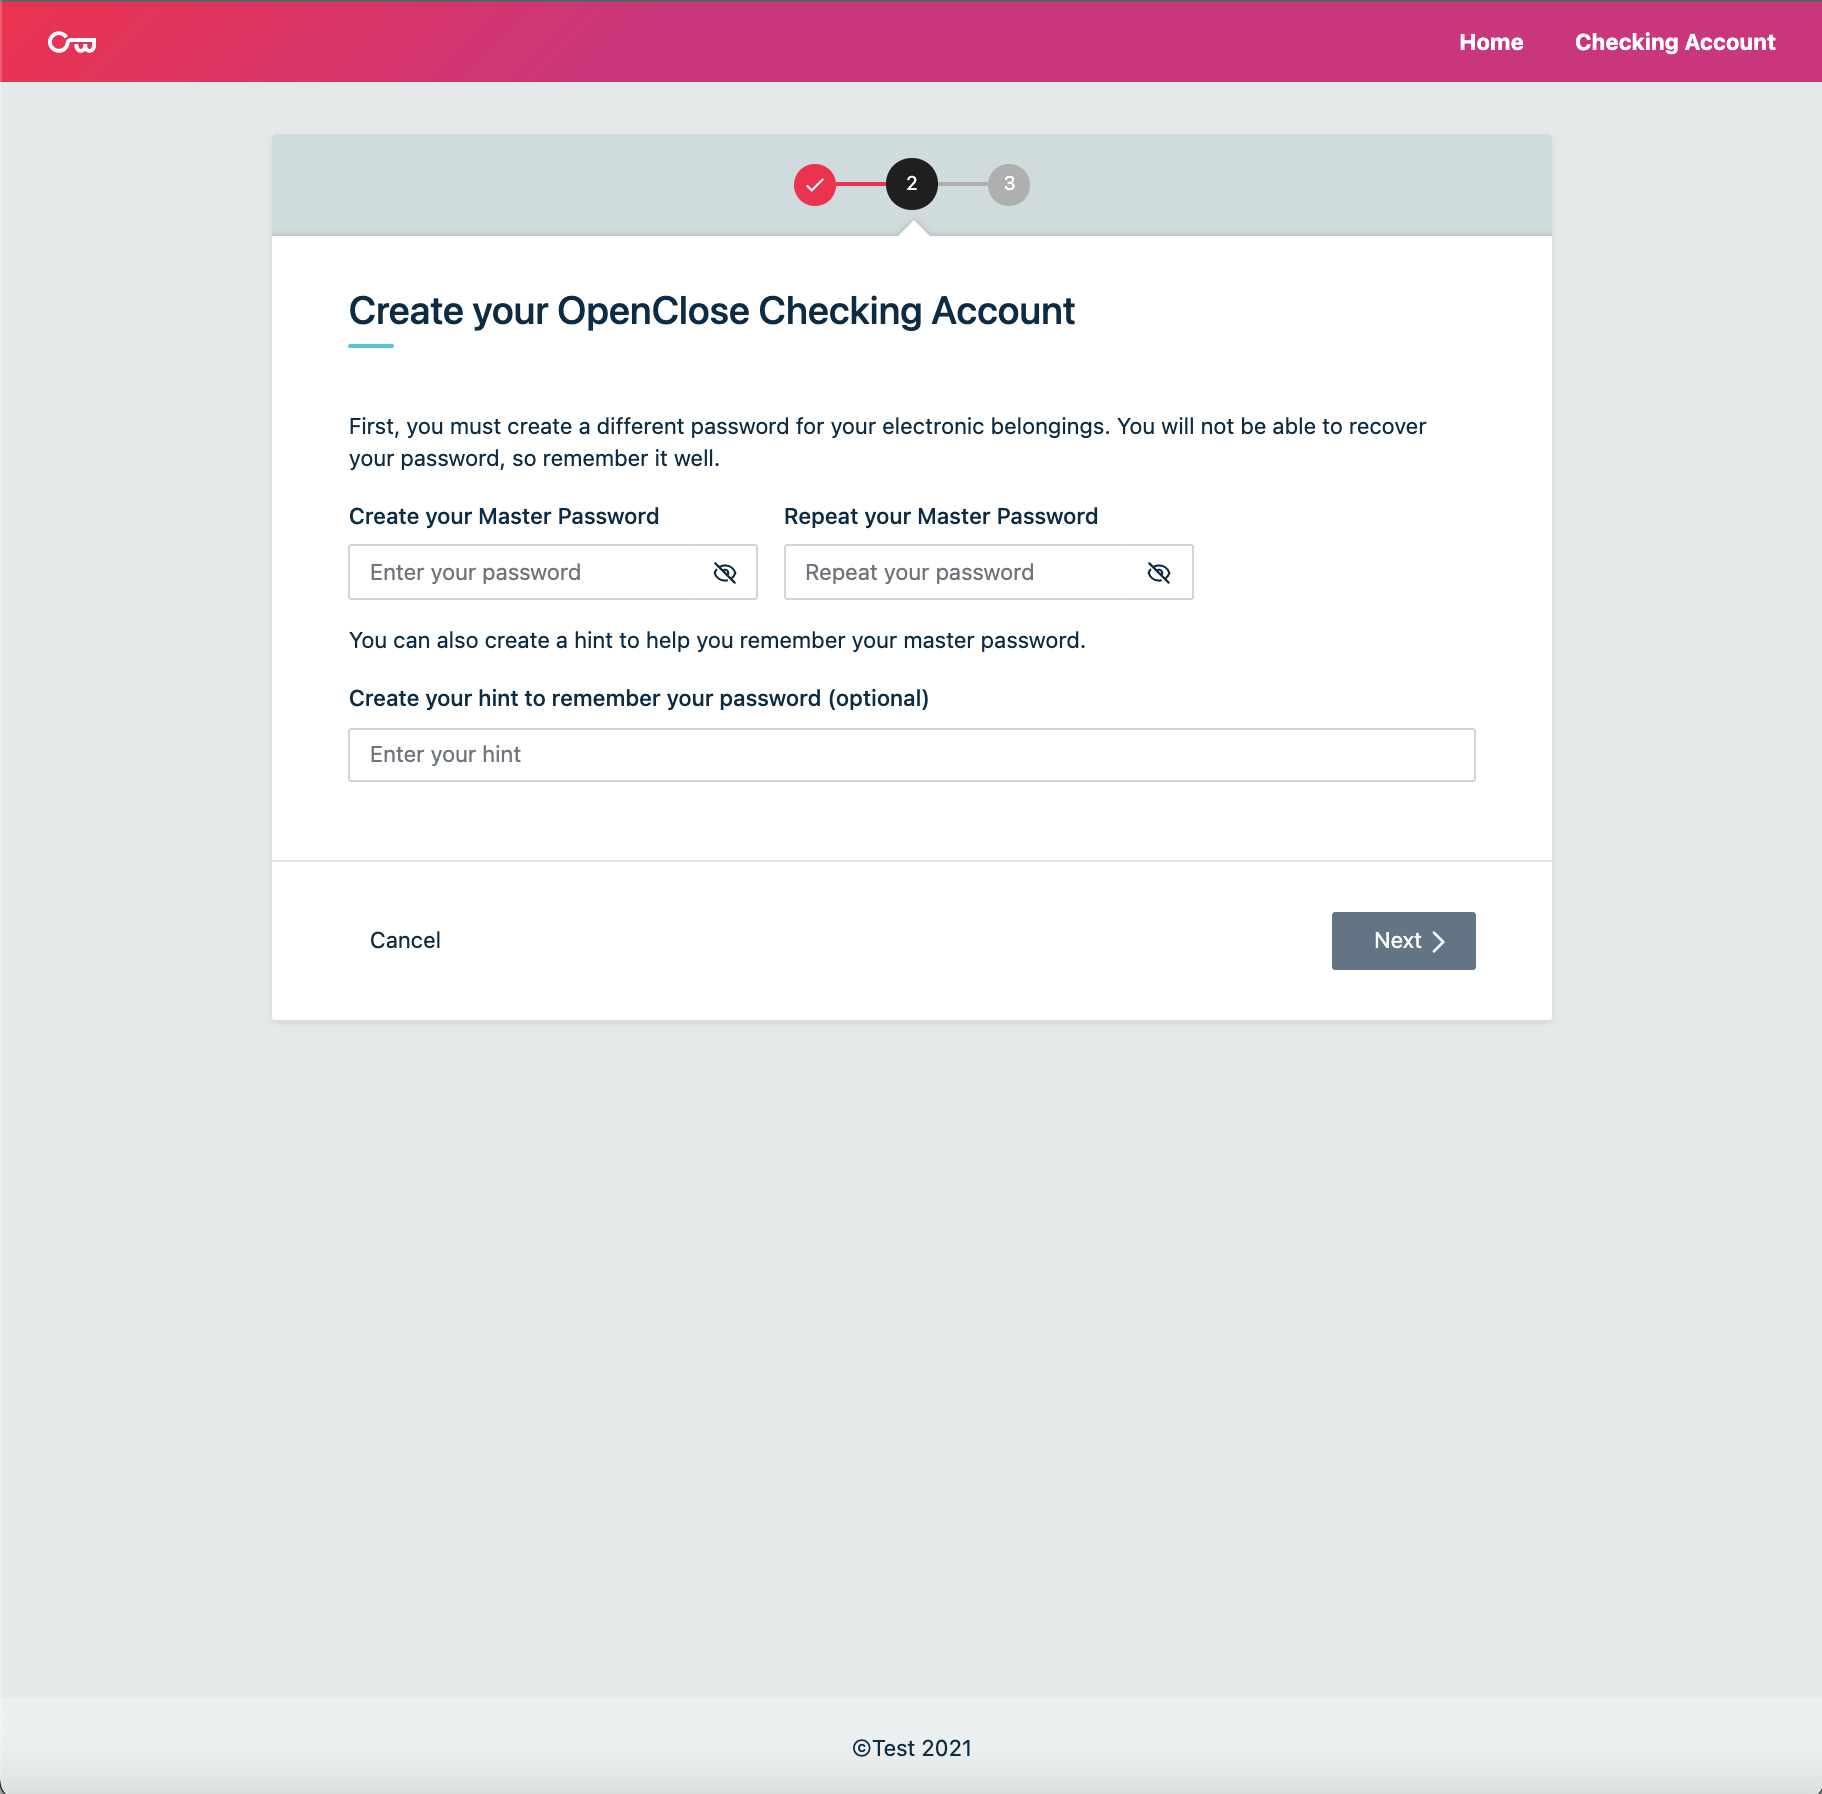 Home Checking Account
2 3
Create your OpenClose Checking Account
First, you must create a different password for your electronic belongings. You will not be able to recover
your password, so remember it well.
Create your Master Password Repeat your Master Password
Enter your password Repeat your password
You can also create a hint to help you remember your master password.
Create your hint to remember your password (optional)
Enter your hint
Cancel Next
©Test 2021